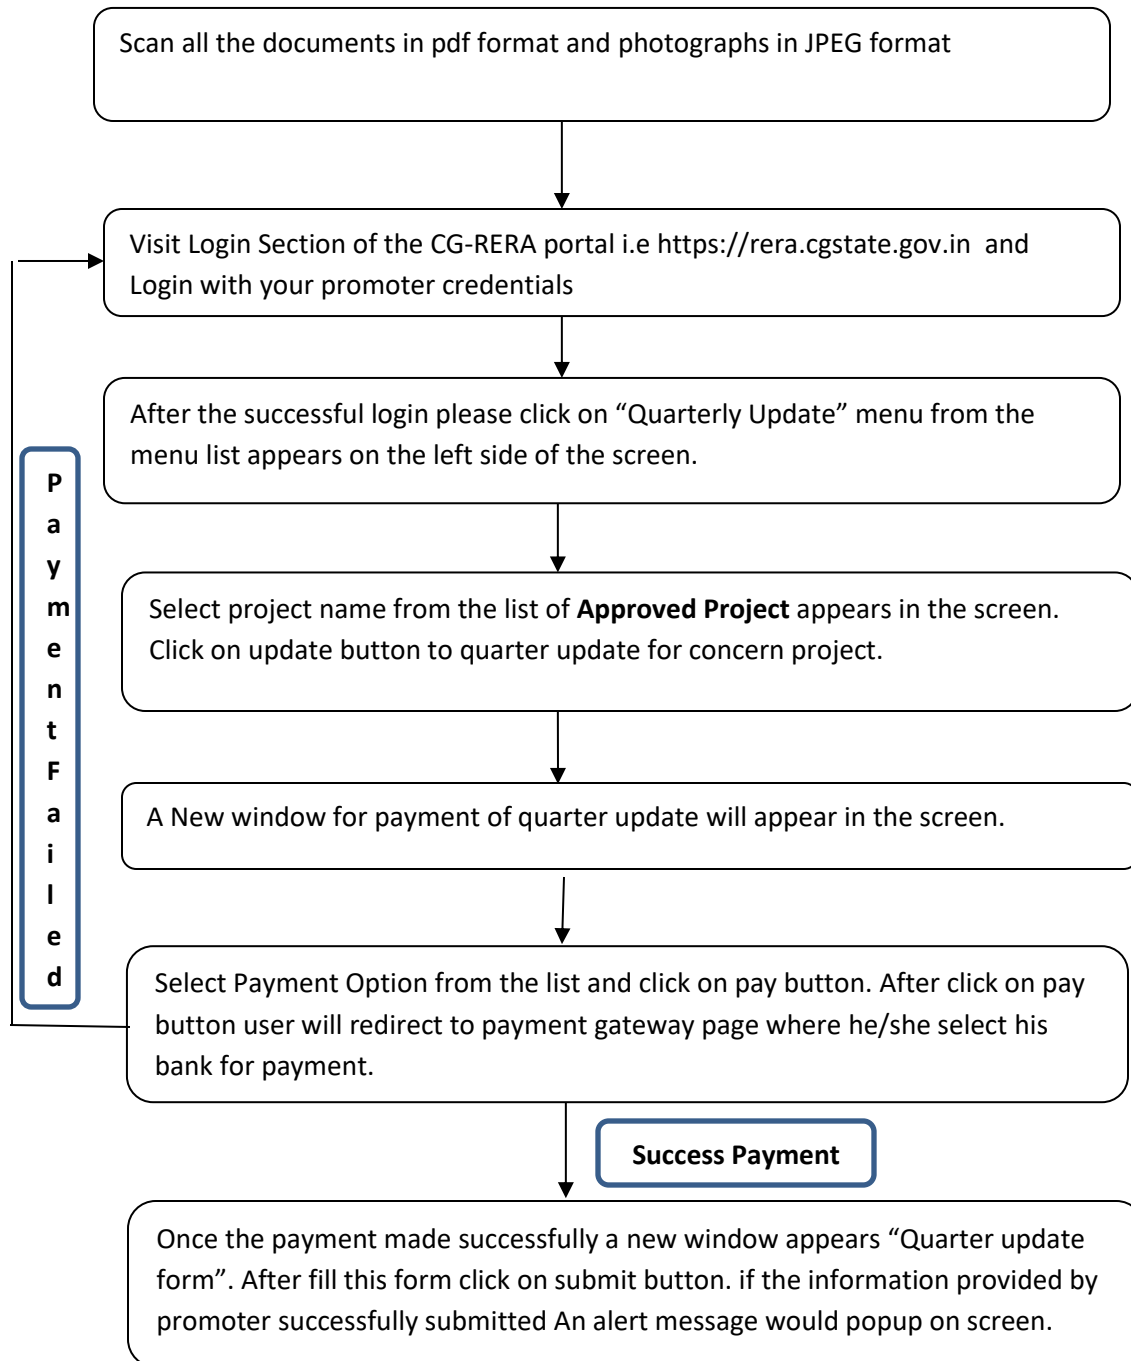 Scan all the documents in pdf format and photographs in JPEG format
Visit Login Section of the CG-RERA portal i.e https://rera.cgstate.gov.in  and
Login with your promoter credentials
After the successful login please click on “Quarterly Update” menu from the
menu list appears on the left side of the screen.
Select project name from the list of Approved Project appears in the screen.
Click on update button to quarter update for concern project.
A New window for payment of quarter update will appear in the screen.
Select Payment Option from the list and click on pay button. After click on pay
button user will redirect to payment gateway page where he/she select his
bank for payment.
P
a
y
m
e
n
t
F
a
i
l
e
d
Success Payment
Once the payment made successfully a new window appears “Quarter update
form”. After fill this form click on submit button. if the information provided by
promoter successfully submitted An alert message would popup on screen.